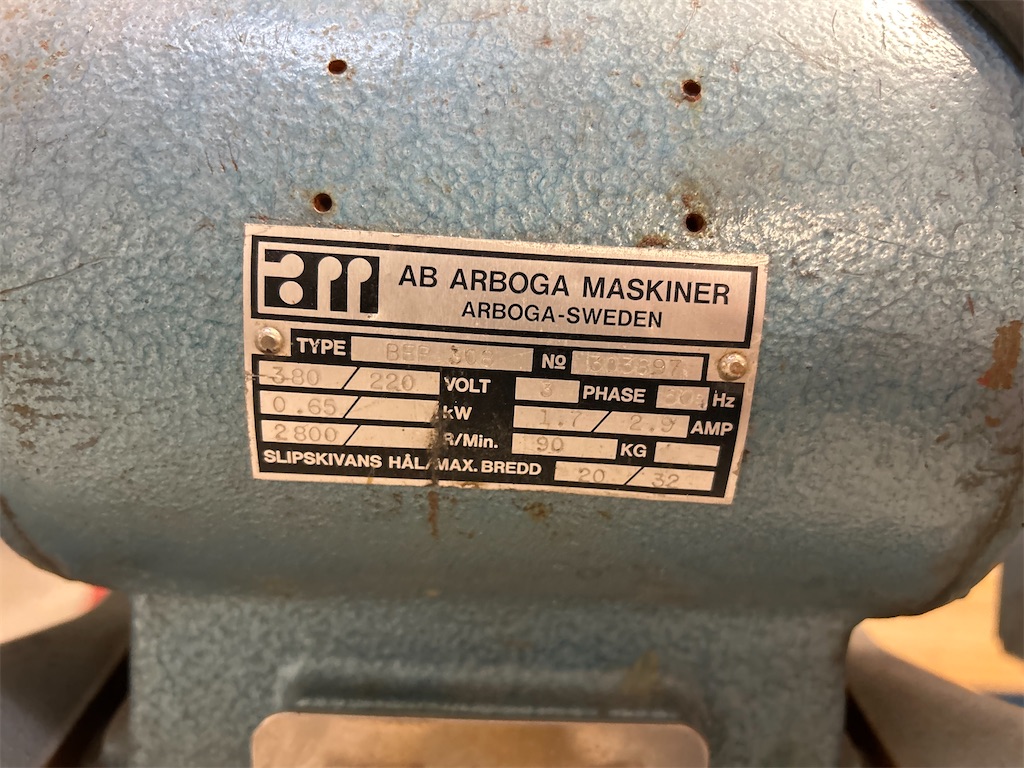 am AB ARBOGA MASKINER
ARBOGA-SWEDEN
TYPE No
380 / 220 VOLT 3 PHASE Hz
0.65 / kW 1.7 / 2.9 AMP
2800 / R/Min. 90 KG
SLIPSKIVANS HÅL/MAX. BREDD 20 / 32